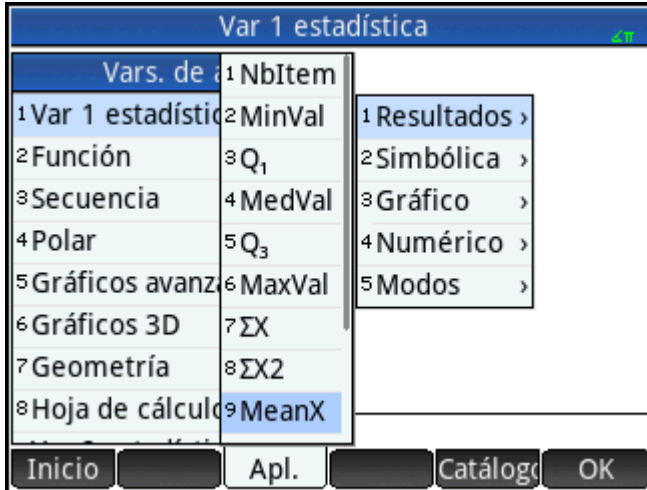 Var 1 estadística
∡π
Vars. de a
1 Var 1 estadístic
2 Función
3 Secuencia
4 Polar
5 Gráficos avanz
6 Gráficos 3D
7 Geometría
8 Hoja de cálculo
1 NbItem
2 MinVal
3 Q₁
4 MedVal
5 Q₃
6 MaxVal
7 ΣX
8 ΣX2
9 MeanX
1 Resultados ›
2 Simbólica ›
3 Gráfico ›
4 Numérico ›
5 Modos ›
Inicio
Apl.
Catálogo
OK